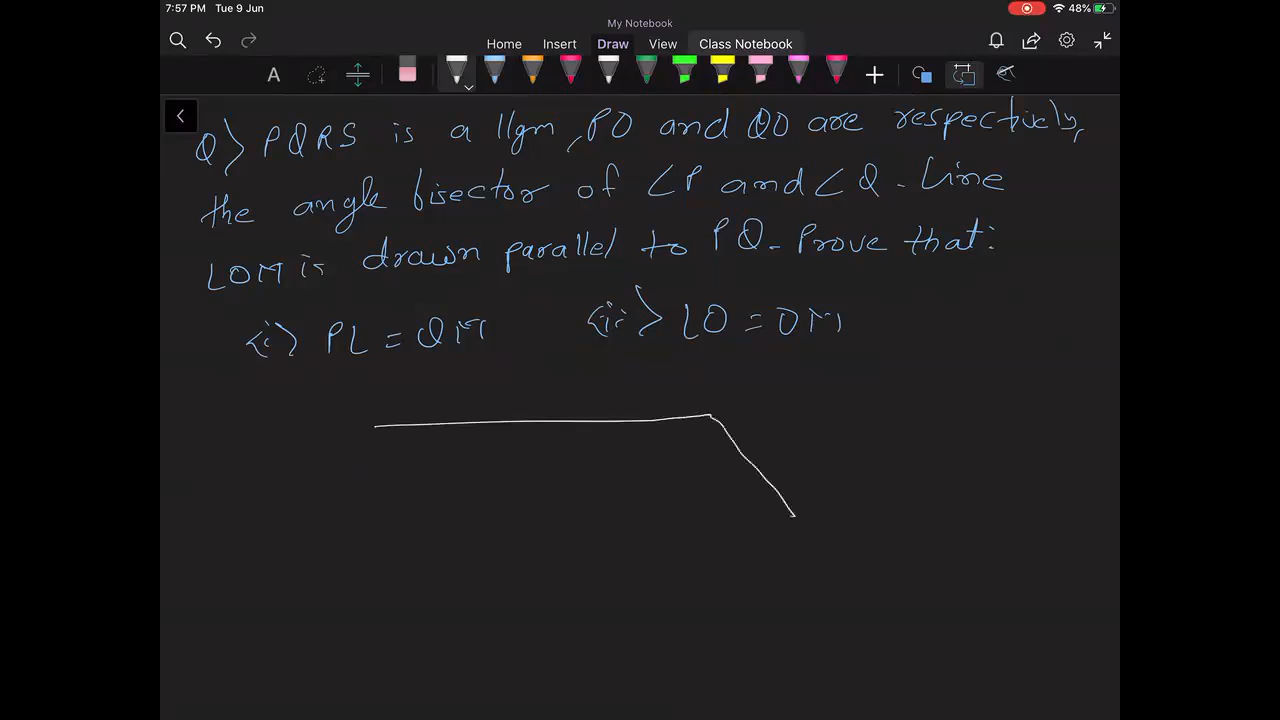 7:57 PM Tue 9 Jun
48%
My Notebook
Home Insert Draw View Class Notebook
A
Q> PQRS is a llgm, PO and QO are respectively,
the angle bisector of ∠P and ∠Q. Line
LOM is drawn parallel to PQ. Prove that:
<i> PL = QM <ii> LO = OM